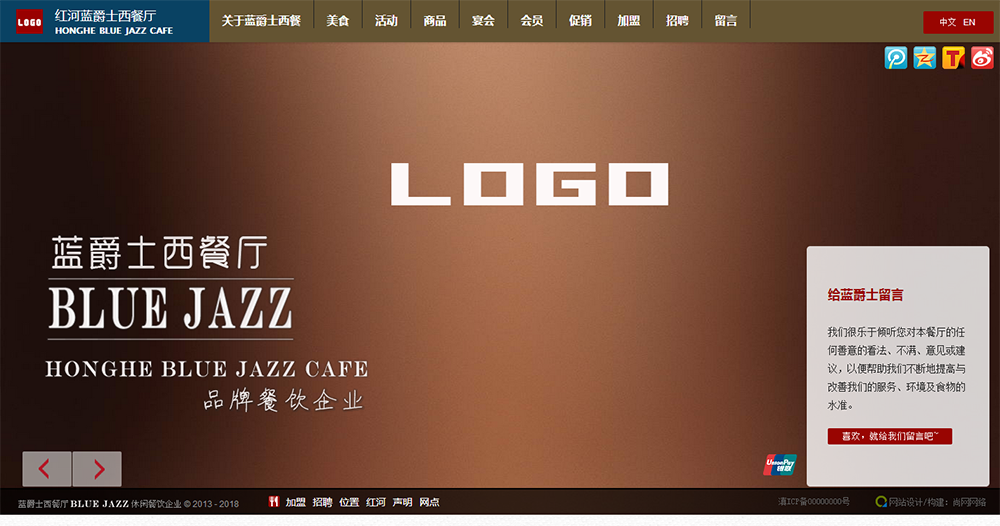 LOGO
红河蓝爵士西餐厅
HONGHE BLUE JAZZ CAFE
关于蓝爵士西餐 美食 活动 商品 宴会 会员 促销 加盟 招聘 留言
中文 EN
LOGO
蓝爵士西餐厅
BLUE JAZZ
HONGHE BLUE JAZZ CAFE
品牌餐饮企业
给蓝爵士留言
我们很乐于倾听您对本餐厅的任
何善意的看法、不满、意见或建
议，以便帮助我们不断地提高与
改善我们的服务、环境及食物的
水准。
喜欢，就给我们留言吧~
UnionPay
银联
蓝爵士西餐厅 BLUE JAZZ 休闲餐饮企业 © 2013 - 2018
加盟 招聘 位置 红河 声明 网点
滇ICP备00000000号
网站设计/构建：尚网网络